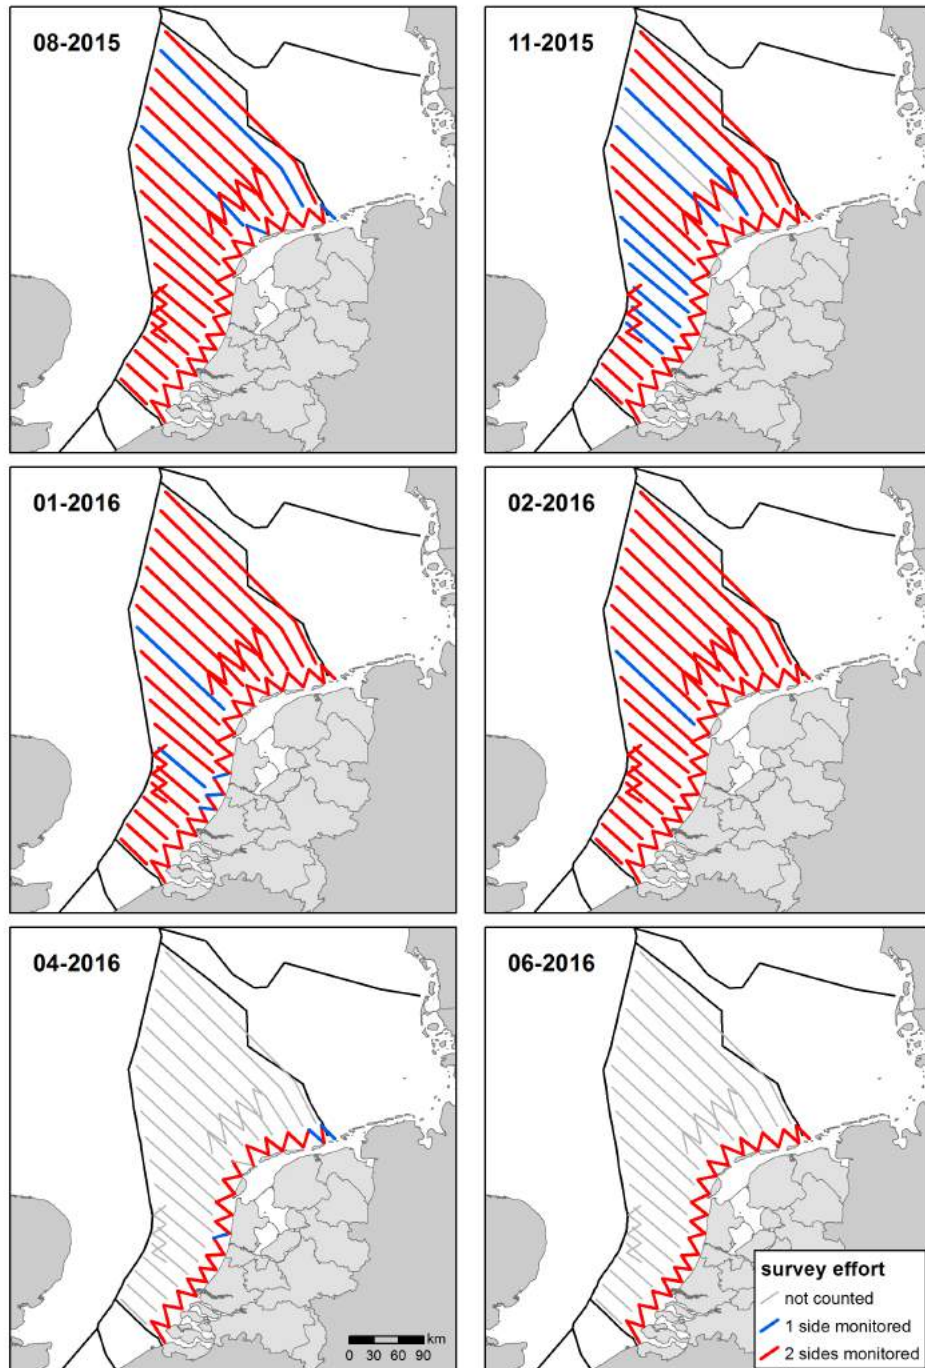 08-2015
11-2015
01-2016
02-2016
04-2016
06-2016
km
0 30 60 90
survey effort
not counted
1 side monitored
2 sides monitored